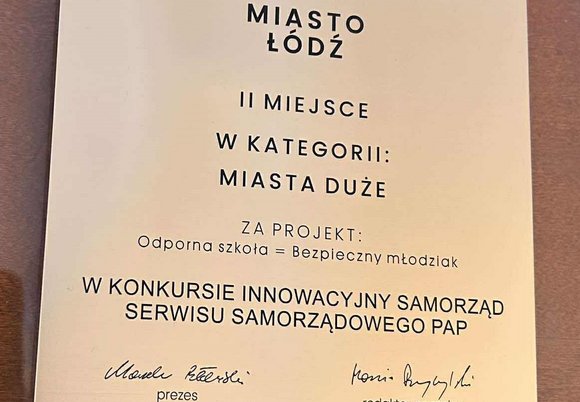 MIASTO
ŁÓDŹ
II MIEJSCE
W KATEGORII:
MIASTA DUŻE
ZA PROJEKT:
Odporna szkoła = Bezpieczny młodziak
W KONKURSIE INNOWACYJNY SAMORZĄD
SERWISU SAMORZĄDOWEGO PAP
prezes